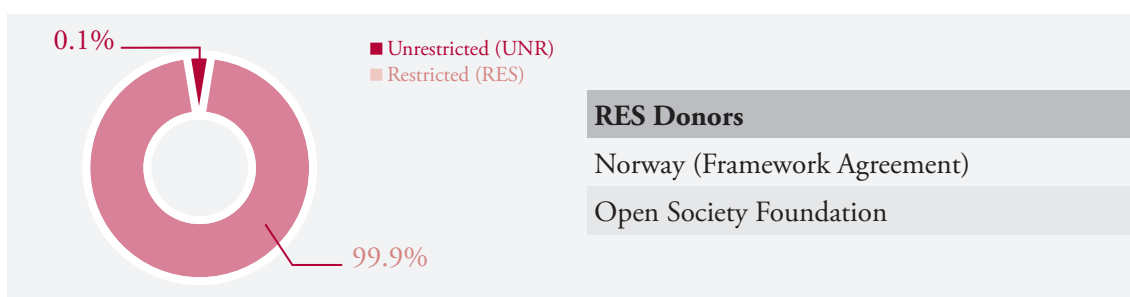 0.1%
Unrestricted (UNR)
Restricted (RES)
99.9%
RES Donors
Norway (Framework Agreement)
Open Society Foundation